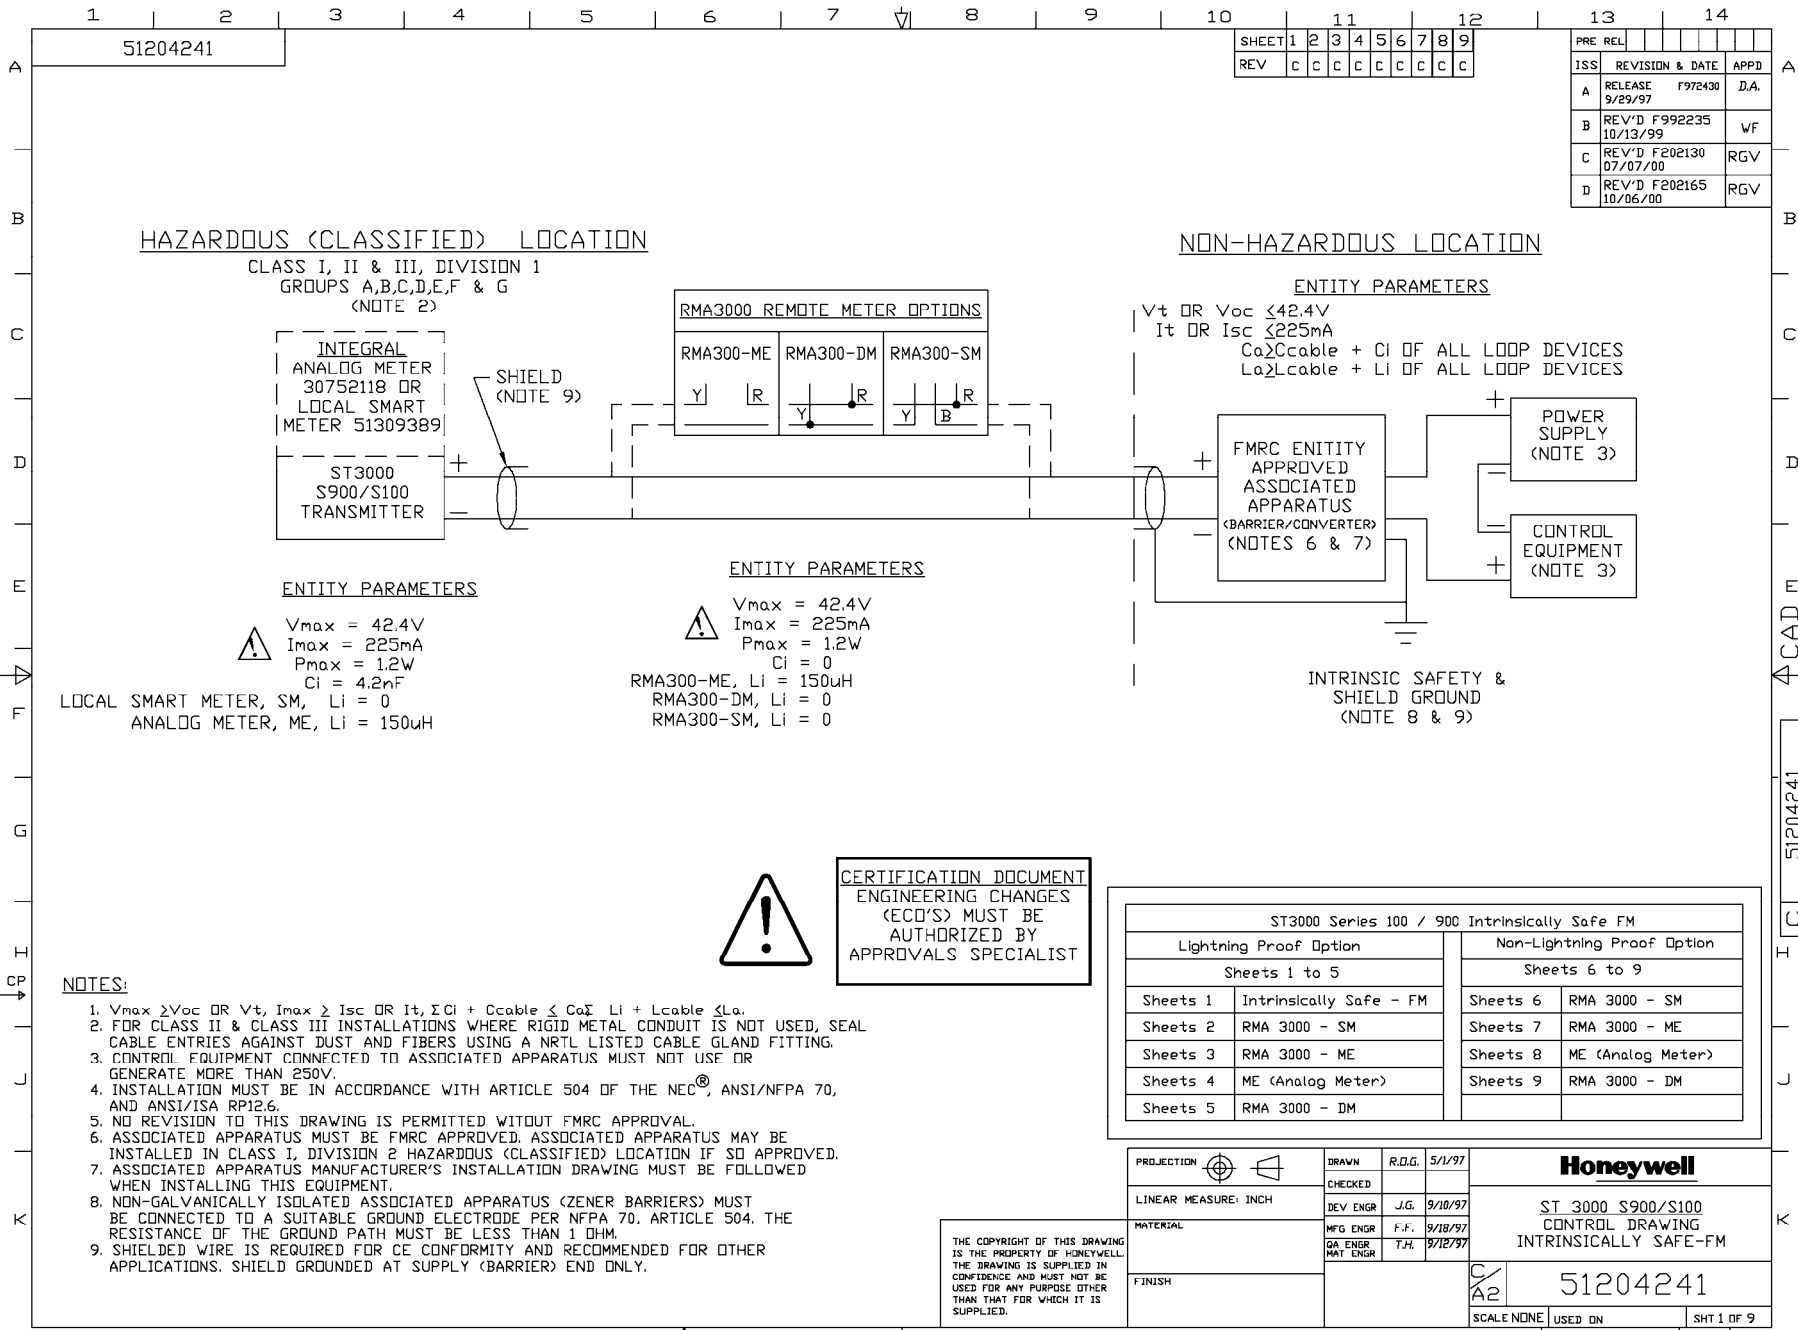 1 2 3 4 5 6 7 8 9 10 11 12 13 14
51204241
SHEET 1 2 3 4 5 6 7 8 9
REV C C C C C C C C C
PRE REL
ISS REVISION & DATE APPD
A RELEASE F972430 D.A.
9/29/97
B REV'D F992235 WF
10/13/99
C REV'D F202130 RGV
07/07/00
D REV'D F202165 RGV
10/06/00
A
B
C
D
E
F
G
H
CP
J
K
A
B
C
D
E
CAD
51204241
C
H
J
K
HAZARDOUS (CLASSIFIED) LOCATION
CLASS I, II & III, DIVISION 1
GROUPS A,B,C,D,E,F & G
(NOTE 2)
INTEGRAL
ANALOG METER
30752118 OR
LOCAL SMART
METER 51309389
ST3000
S900/S100
TRANSMITTER
+
-
SHIELD
(NOTE 9)
RMA3000 REMOTE METER OPTIONS
RMA300-ME RMA300-DM RMA300-SM
Y R Y R Y B R
NON-HAZARDOUS LOCATION
ENTITY PARAMETERS
Vt OR Voc ≤42.4V
It OR Isc ≤225mA
Ca≥Ccable + Ci OF ALL LOOP DEVICES
La≥Lcable + Li OF ALL LOOP DEVICES
+
-
FMRC ENITITY
APPROVED
ASSOCIATED
APPARATUS
(BARRIER/CONVERTER)
(NOTES 6 & 7)
+
POWER
SUPPLY
(NOTE 3)
-
-
CONTROL
EQUIPMENT
(NOTE 3)
+
INTRINSIC SAFETY &
SHIELD GROUND
(NOTE 8 & 9)
ENTITY PARAMETERS
Vmax = 42.4V
Imax = 225mA
Pmax = 1.2W
Ci = 4.2nF
LOCAL SMART METER, SM, Li = 0
ANALOG METER, ME, Li = 150uH
ENTITY PARAMETERS
Vmax = 42.4V
Imax = 225mA
Pmax = 1.2W
Ci = 0
RMA300-ME, Li = 150uH
RMA300-DM, Li = 0
RMA300-SM, Li = 0
CERTIFICATION DOCUMENT
ENGINEERING CHANGES
(ECO'S) MUST BE
AUTHORIZED BY
APPROVALS SPECIALIST
NOTES:
1. Vmax ≥Voc OR Vt, Imax ≥ Isc OR It, ΣCi + Ccable ≤ CaΣ Li + Lcable ≤La.
2. FOR CLASS II & CLASS III INSTALLATIONS WHERE RIGID METAL CONDUIT IS NOT USED, SEAL
CABLE ENTRIES AGAINST DUST AND FIBERS USING A NRTL LISTED CABLE GLAND FITTING.
3. CONTROL EQUIPMENT CONNECTED TO ASSOCIATED APPARATUS MUST NOT USE OR
GENERATE MORE THAN 250V.
4. INSTALLATION MUST BE IN ACCORDANCE WITH ARTICLE 504 OF THE NEC®, ANSI/NFPA 70,
AND ANSI/ISA RP12.6.
5. NO REVISION TO THIS DRAWING IS PERMITTED WITOUT FMRC APPROVAL.
6. ASSOCIATED APPARATUS MUST BE FMRC APPROVED. ASSOCIATED APPARATUS MAY BE
INSTALLED IN CLASS I, DIVISION 2 HAZARDOUS (CLASSIFIED) LOCATION IF SO APPROVED.
7. ASSOCIATED APPARATUS MANUFACTURER'S INSTALLATION DRAWING MUST BE FOLLOWED
WHEN INSTALLING THIS EQUIPMENT.
8. NON-GALVANICALLY ISOLATED ASSOCIATED APPARATUS (ZENER BARRIERS) MUST
BE CONNECTED TO A SUITABLE GROUND ELECTRODE PER NFPA 70, ARTICLE 504. THE
RESISTANCE OF THE GROUND PATH MUST BE LESS THAN 1 OHM.
9. SHIELDED WIRE IS REQUIRED FOR CE CONFORMITY AND RECOMMENDED FOR OTHER
APPLICATIONS. SHIELD GROUNDED AT SUPPLY (BARRIER) END ONLY.
ST3000 Series 100 / 900 Intrinsically Safe FM
Lightning Proof Option Non-Lightning Proof Option
Sheets 1 to 5 Sheets 6 to 9
Sheets 1 Intrinsically Safe - FM Sheets 6 RMA 3000 - SM
Sheets 2 RMA 3000 - SM Sheets 7 RMA 3000 - ME
Sheets 3 RMA 3000 - ME Sheets 8 ME (Analog Meter)
Sheets 4 ME (Analog Meter) Sheets 9 RMA 3000 - DM
Sheets 5 RMA 3000 - DM
THE COPYRIGHT OF THIS DRAWING
IS THE PROPERTY OF HONEYWELL.
THE DRAWING IS SUPPLIED IN
CONFIDENCE AND MUST NOT BE
USED FOR ANY PURPOSE OTHER
THAN THAT FOR WHICH IT IS
SUPPLIED.
PROJECTION
LINEAR MEASURE: INCH
MATERIAL
FINISH
DRAWN R.D.G. 5/1/97
CHECKED
DEV ENGR J.G. 9/10/97
MFG ENGR F.F. 9/18/97
QA ENGR T.H. 9/12/97
MAT ENGR
Honeywell
ST 3000 S900/S100
CONTROL DRAWING
INTRINSICALLY SAFE-FM
C/A2 51204241
SCALE NONE USED ON SHT 1 OF 9